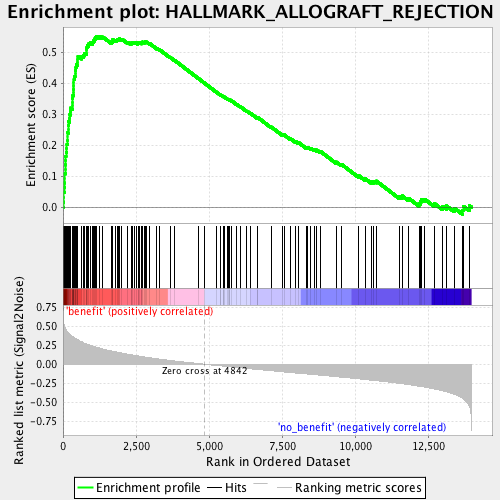 Enrichment plot: HALLMARK_ALLOGRAFT_REJECTION
Enrichment score (ES)
0.5
0.4
0.3
0.2
0.1
0.0
Ranked list metric (Signal2Noise)
'benefit' (positively correlated)
0.75
0.50
0.25
0.00
-0.25
-0.50
-0.75
Zero cross at 4842
'no_benefit' (negatively correlated)
0
2,500
5,000
7,500
10,000
12,500
Rank in Ordered Dataset
Enrichment profile
Hits
Ranking metric scores